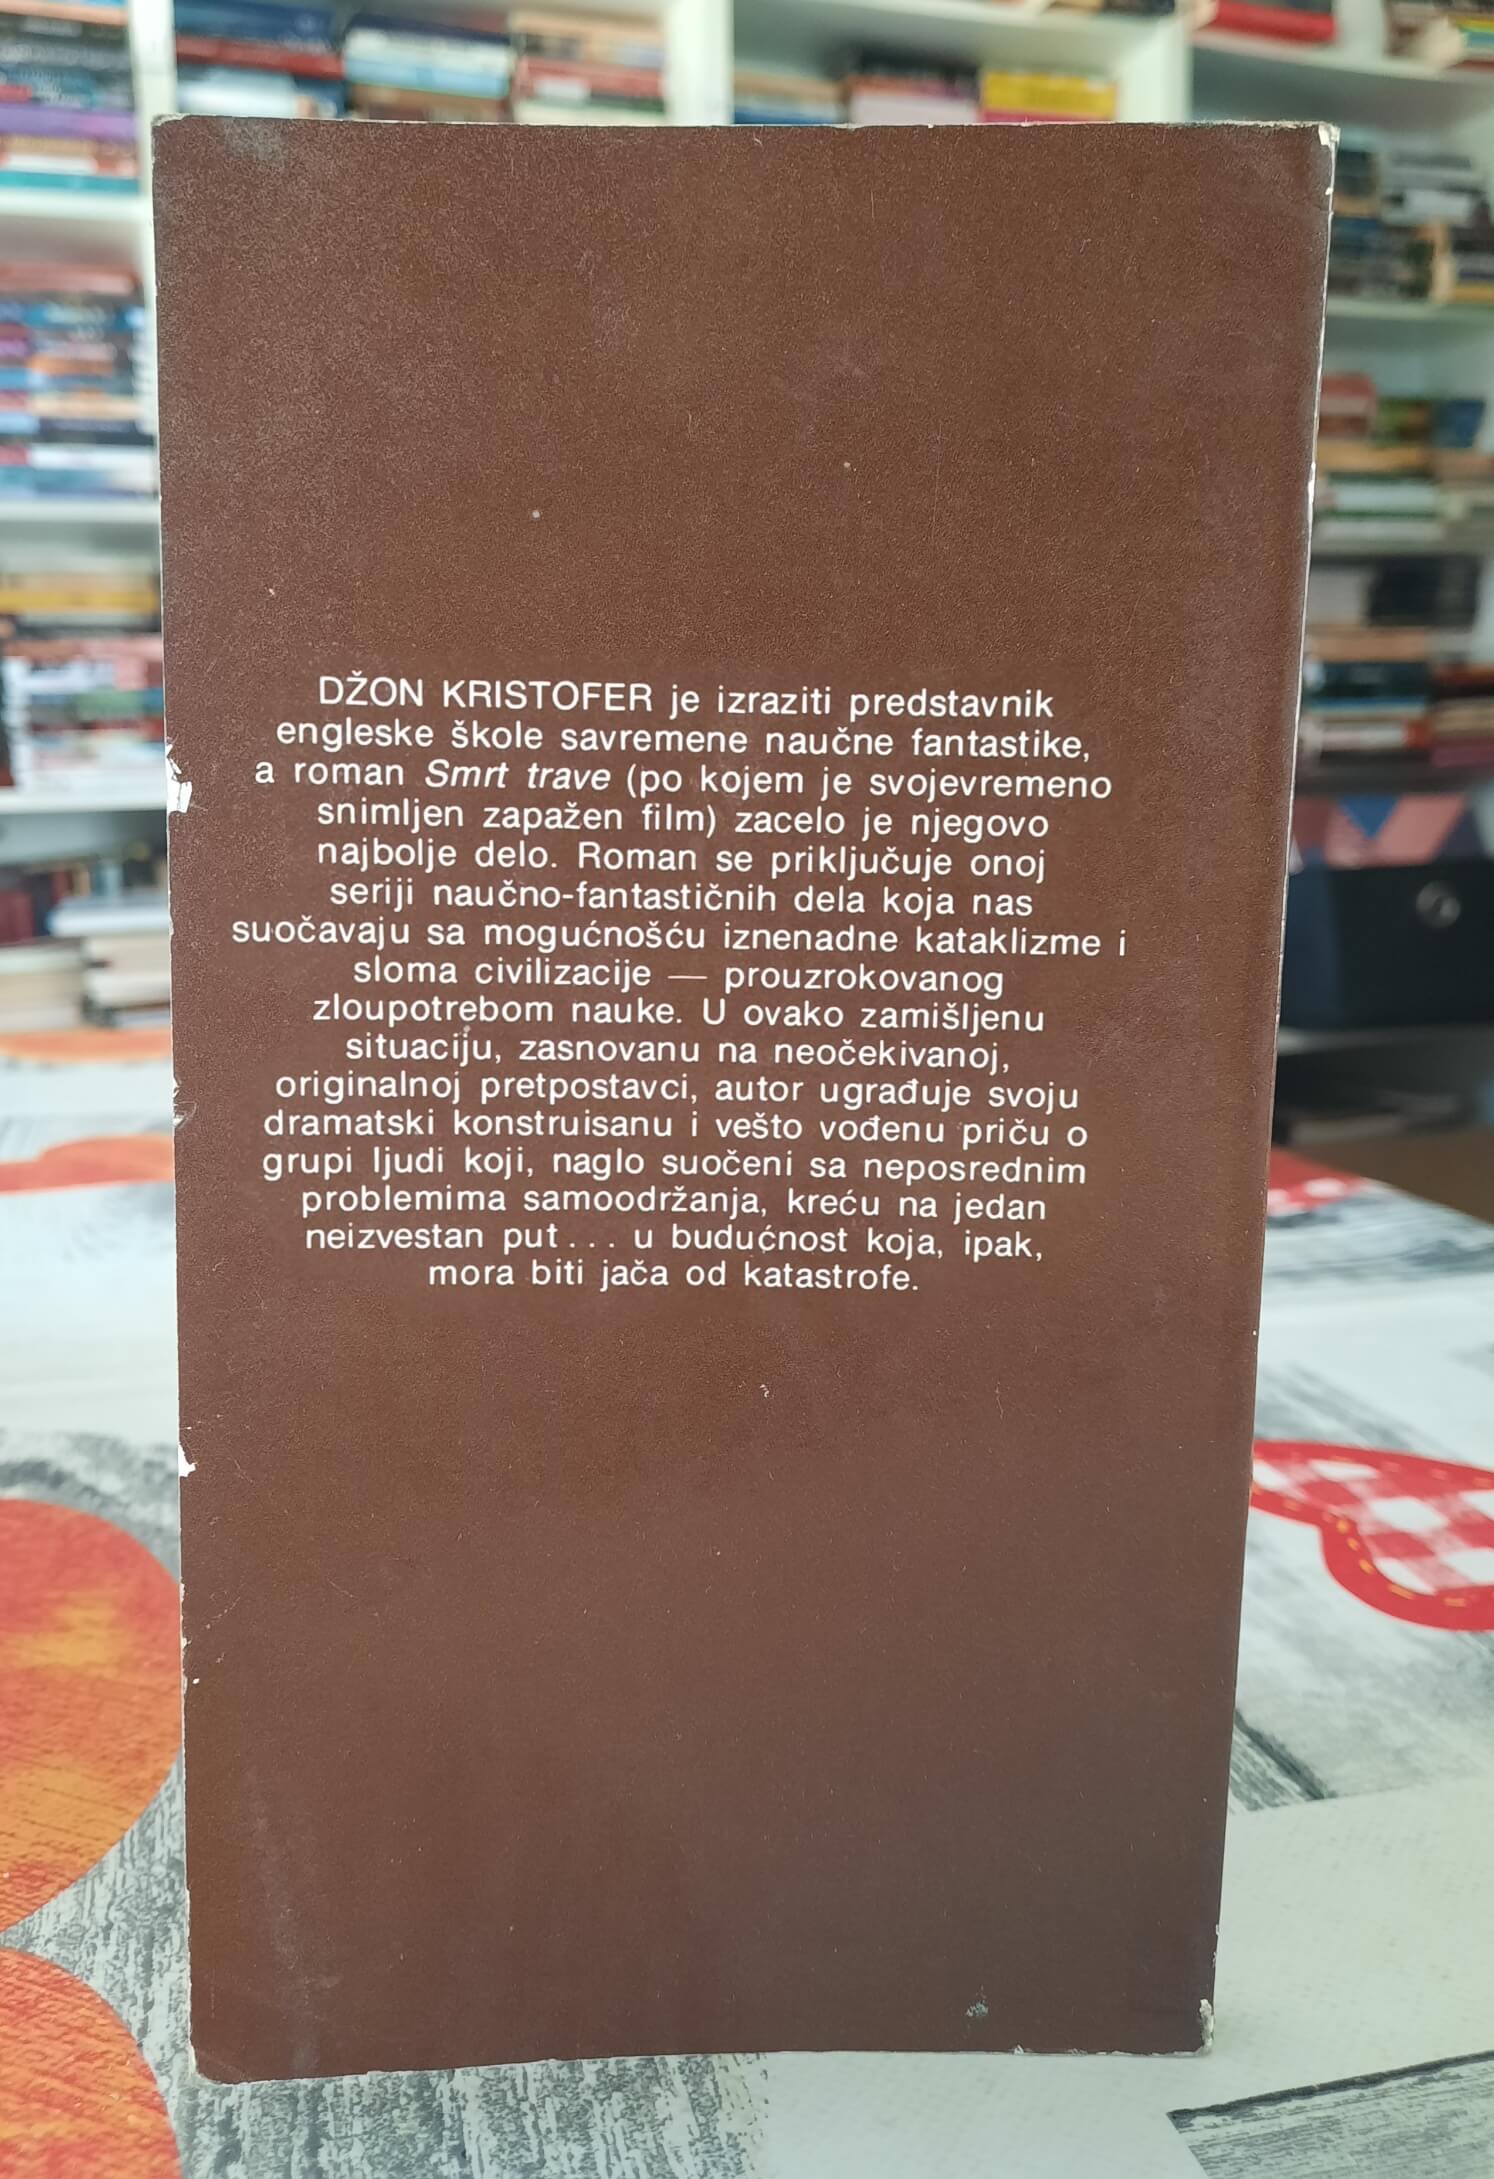 DŽON KRISTOFER je izraziti predstavnik
engleske škole savremene naučne fantastike,
a roman Smrt trave (po kojem je svojevremeno
snimljen zapažen film) zacelo je njegovo
najbolje delo. Roman se priključuje onoj
seriji naučno-fantastičnih dela koja nas
suočavaju sa mogućnošću iznenadne kataklizme i
sloma civilizacije — prouzrokovanog
zloupotrebom nauke. U ovako zamišljenu
situaciju, zasnovanu na neočekivanoj,
originalnoj pretpostavci, autor ugrađuje svoju
dramatski konstruisanu i vešto vođenu priču o
grupi ljudi koji, naglo suočeni sa neposrednim
problemima samoodržanja, kreću na jedan
neizvestan put... u budućnost koja, ipak,
mora biti jača od katastrofe.